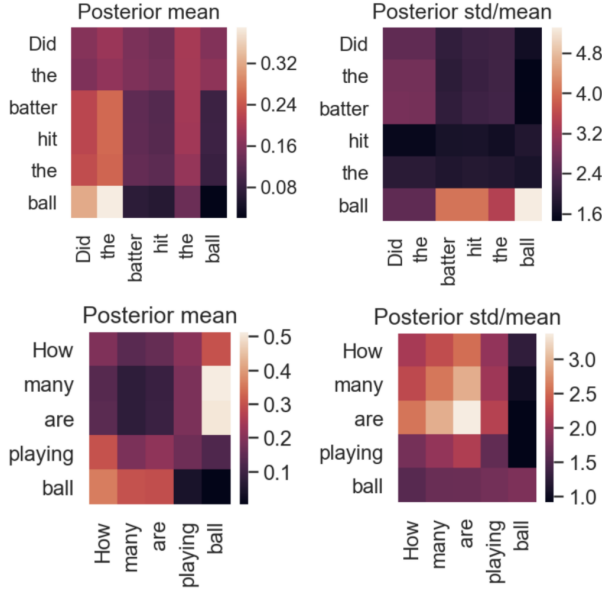 Posterior mean
Did
the
batter
hit
the
ball
0.32
0.24
0.16
0.08
Did
the
batter
hit
the
ball
Posterior std/mean
Did
the
batter
hit
the
ball
4.8
4.0
3.2
2.4
1.6
Did
the
batter
hit
the
ball
Posterior mean
How
many
are
playing
ball
0.5
0.4
0.3
0.2
0.1
How
many
are
playing
ball
Posterior std/mean
How
many
are
playing
ball
3.0
2.5
2.0
1.5
1.0
How
many
are
playing
ball